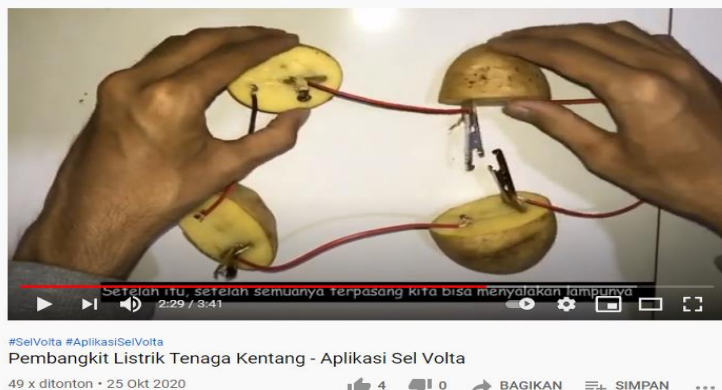 Setelah itu, setelah semuanya terpasang kita bisa menyalakan lampunya
2:29 / 3:41
#SelVolta #AplikasiSelVolta
Pembangkit Listrik Tenaga Kentang - Aplikasi Sel Volta
49 x ditonton • 25 Okt 2020
4
0
BAGIKAN
SIMPAN